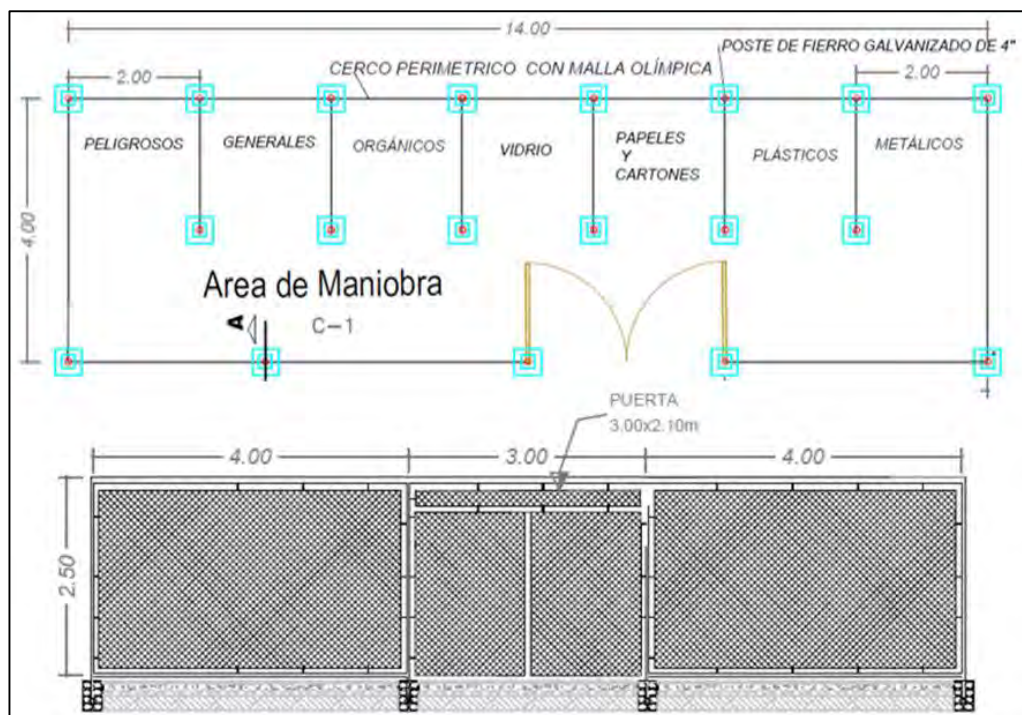 14.00
POSTE DE FIERRO GALVANIZADO DE 4"
2.00
CERCO PERIMETRICO CON MALLA OLÍMPICA
2.00
PELIGROSOS
GENERALES
ORGÁNICOS
VIDRIO
PAPELES
Y
CARTONES
PLÁSTICOS
METÁLICOS
4,00
Area de Maniobra
A
C-1
PUERTA
3.00x2.10m
4.00
3.00
4.00
2.50